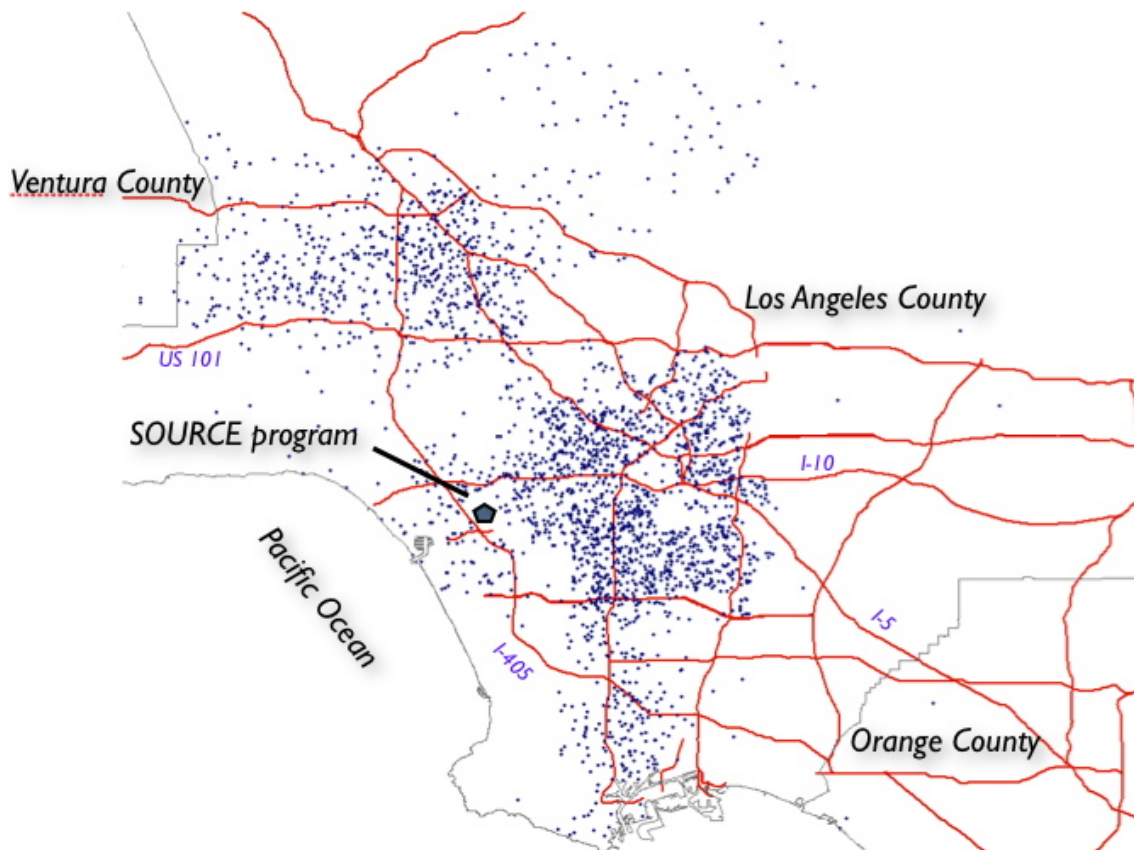 Ventura County
Los Angeles County
US 101
SOURCE program
I-10
Pacific Ocean
I-5
I-405
Orange County